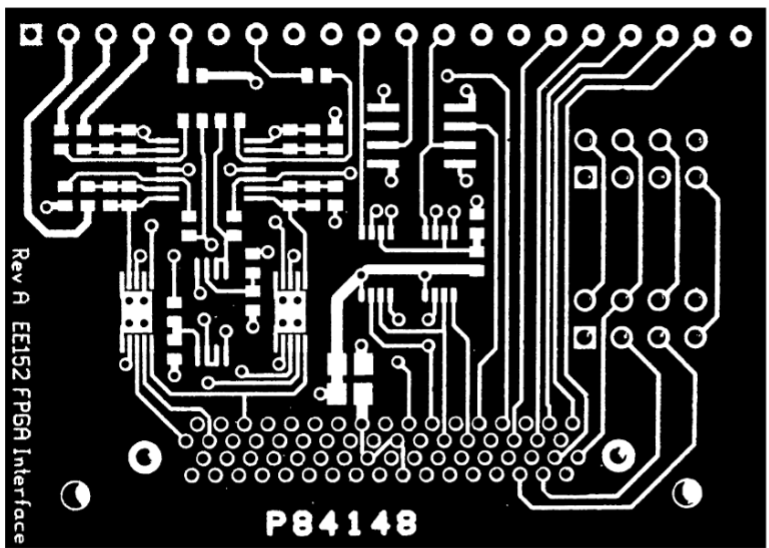 Rev A EE152 FPGA Interface
P84148